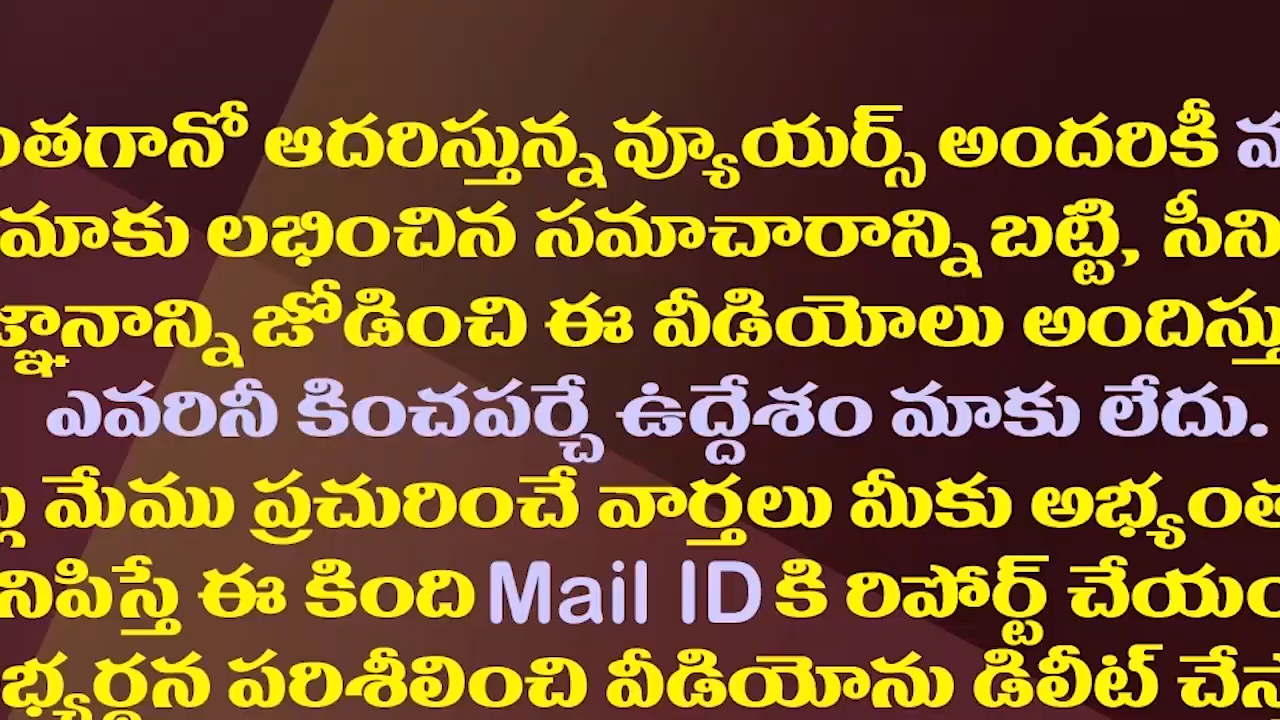 ంతగానో ఆదరిస్తున్న వ్యూయర్స్ అందరికీ
మాకు లభించిన సమాచారాన్ని బట్టి, సీని
జ్ఞానాన్ని జోడించి ఈ వీడియోలు అందిస్తు
ఎవరినీ కించపర్చే ఉద్దేశం మాకు లేదు.
మేము ప్రచురించే వార్తలు మీకు అభ్యంత
నిపిస్తే ఈ కింది Mail ID కి రిపోర్ట్ చేయం
భ్యర్థన పరిశీలించి వీడియోను డిలీట్ చేస